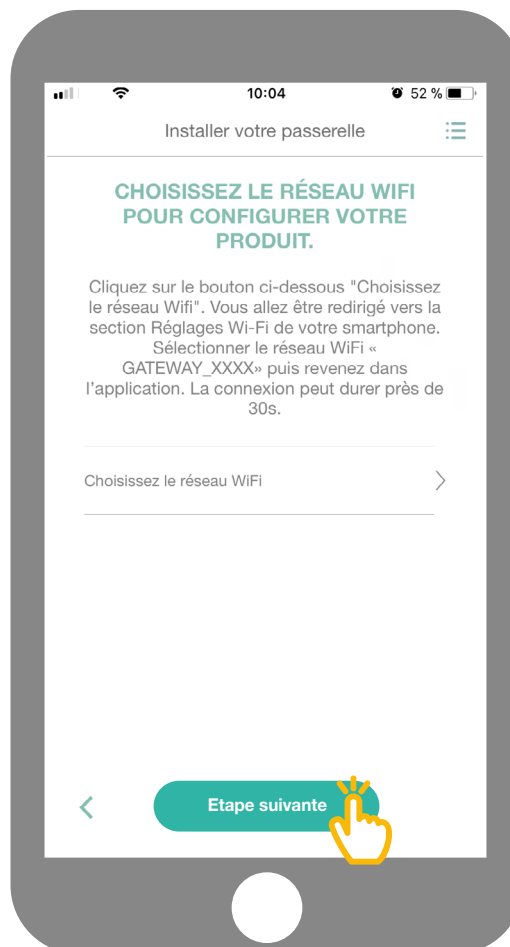 10:04
52 %
Installer votre passerelle
CHOISISSEZ LE RÉSEAU WIFI
POUR CONFIGURER VOTRE
PRODUIT.
Cliquez sur le bouton ci-dessous "Choisissez
le réseau Wifi". Vous allez être redirigé vers la
section Réglages Wi-Fi de votre smartphone.
Sélectionner le réseau WiFi «
GATEWAY_XXXX» puis revenez dans
l’application. La connexion peut durer près de
30s.
Choisissez le réseau WiFi
Etape suivante